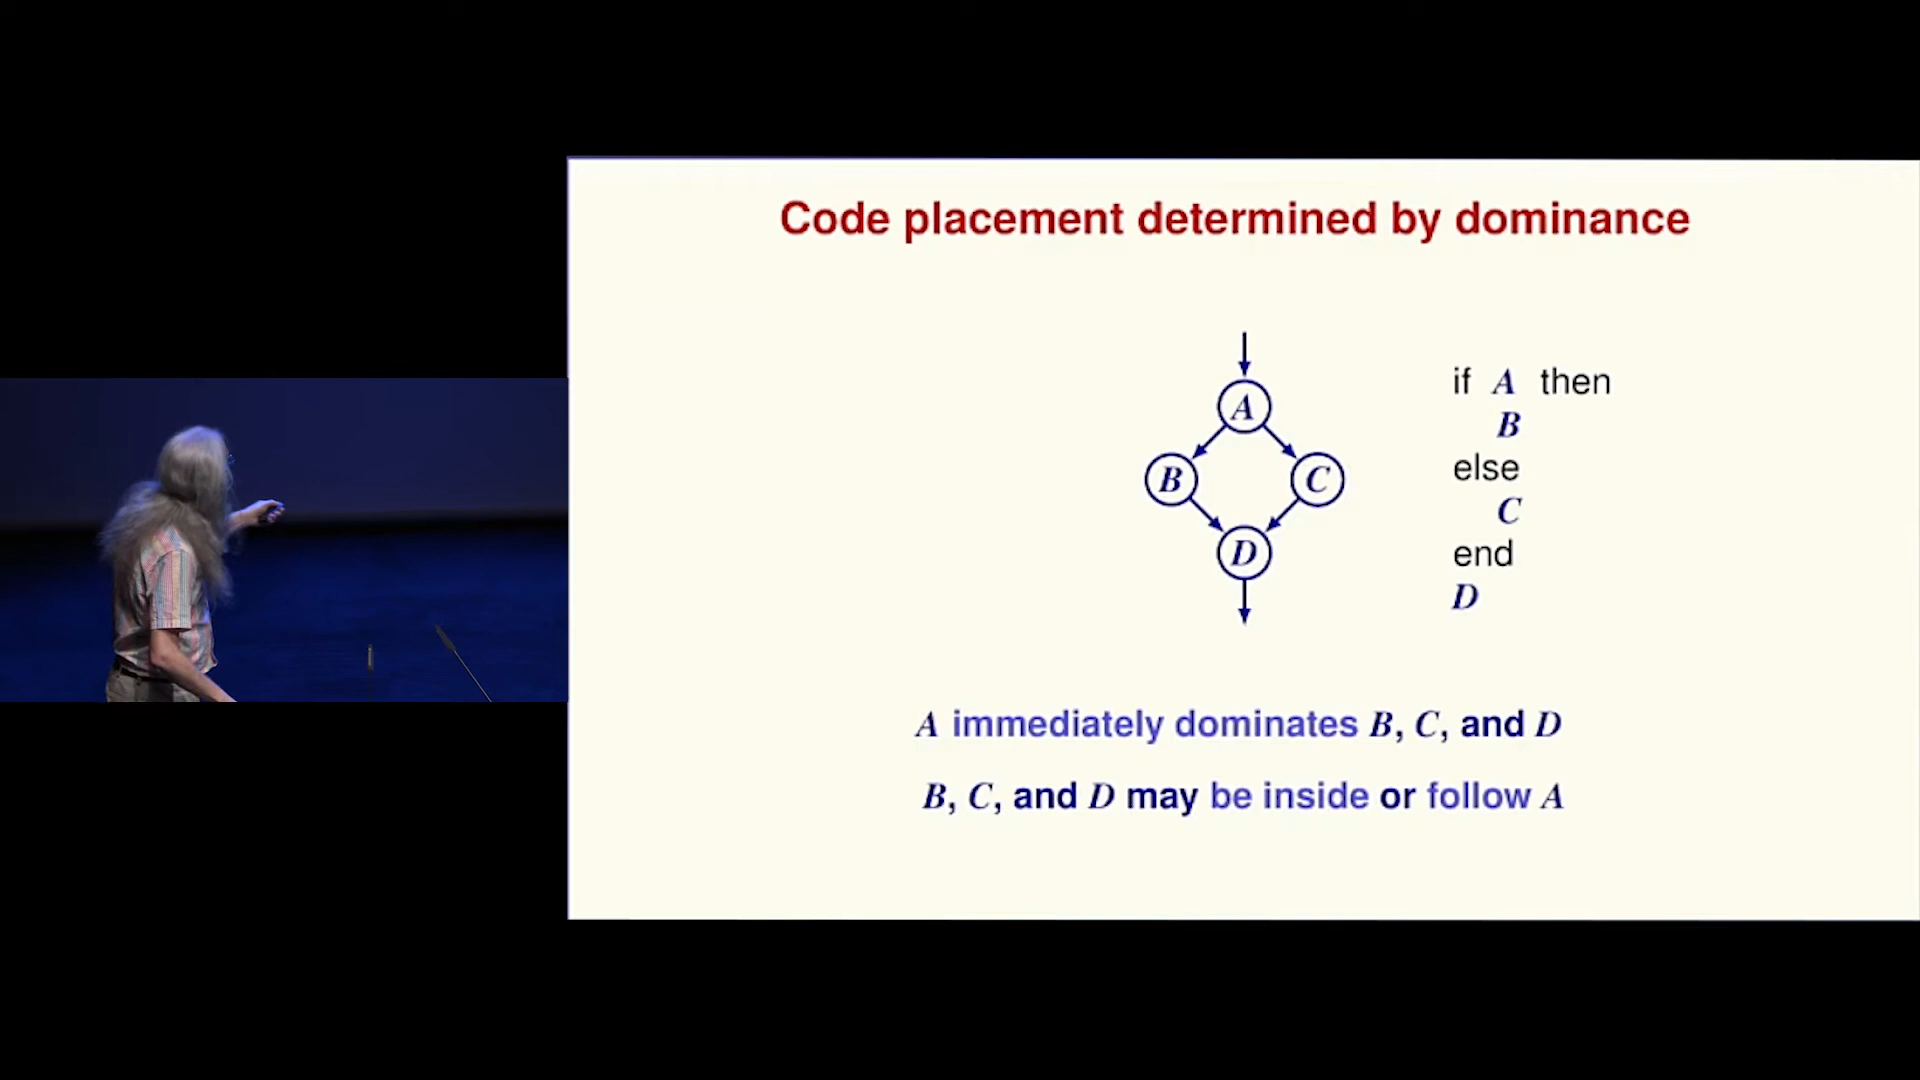 Code placement determined by dominance
A
B C
D
if A then
B
else
C
end
D
A immediately dominates B, C, and D
B, C, and D may be inside or follow A